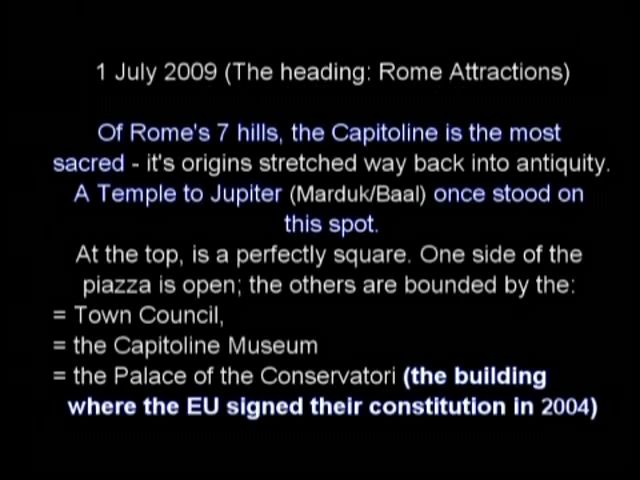 1 July 2009 (The heading: Rome Attractions)
Of Rome's 7 hills, the Capitoline is the most
sacred - it's origins stretched way back into antiquity.
A Temple to Jupiter (Marduk/Baal) once stood on
this spot.
At the top, is a perfectly square. One side of the
piazza is open; the others are bounded by the:
= Town Council,
= the Capitoline Museum
= the Palace of the Conservatori (the building
where the EU signed their constitution in 2004)